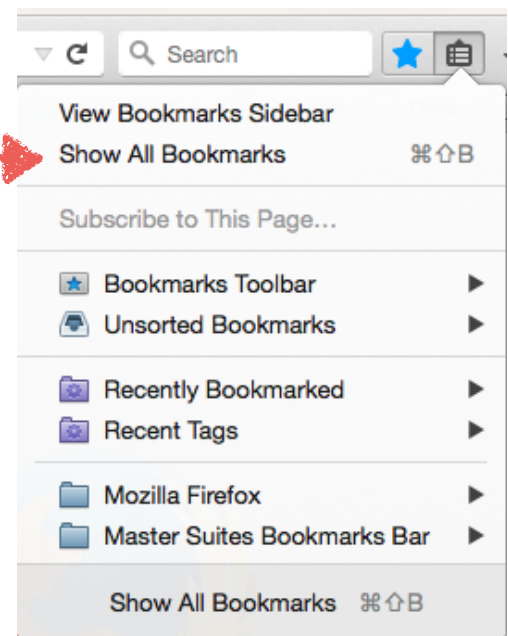 Search
View Bookmarks Sidebar
Show All Bookmarks ⌘⇧B
Subscribe to This Page...
Bookmarks Toolbar
Unsorted Bookmarks
Recently Bookmarked
Recent Tags
Mozilla Firefox
Master Suites Bookmarks Bar
Show All Bookmarks ⌘⇧B